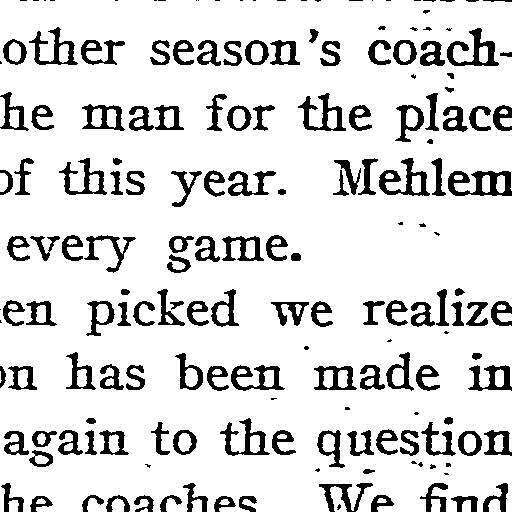 other season's coach-
he man for the place
of this year. Mehlem
every game.
en picked we realize
on has been made in
again to the question
he coaches. We find